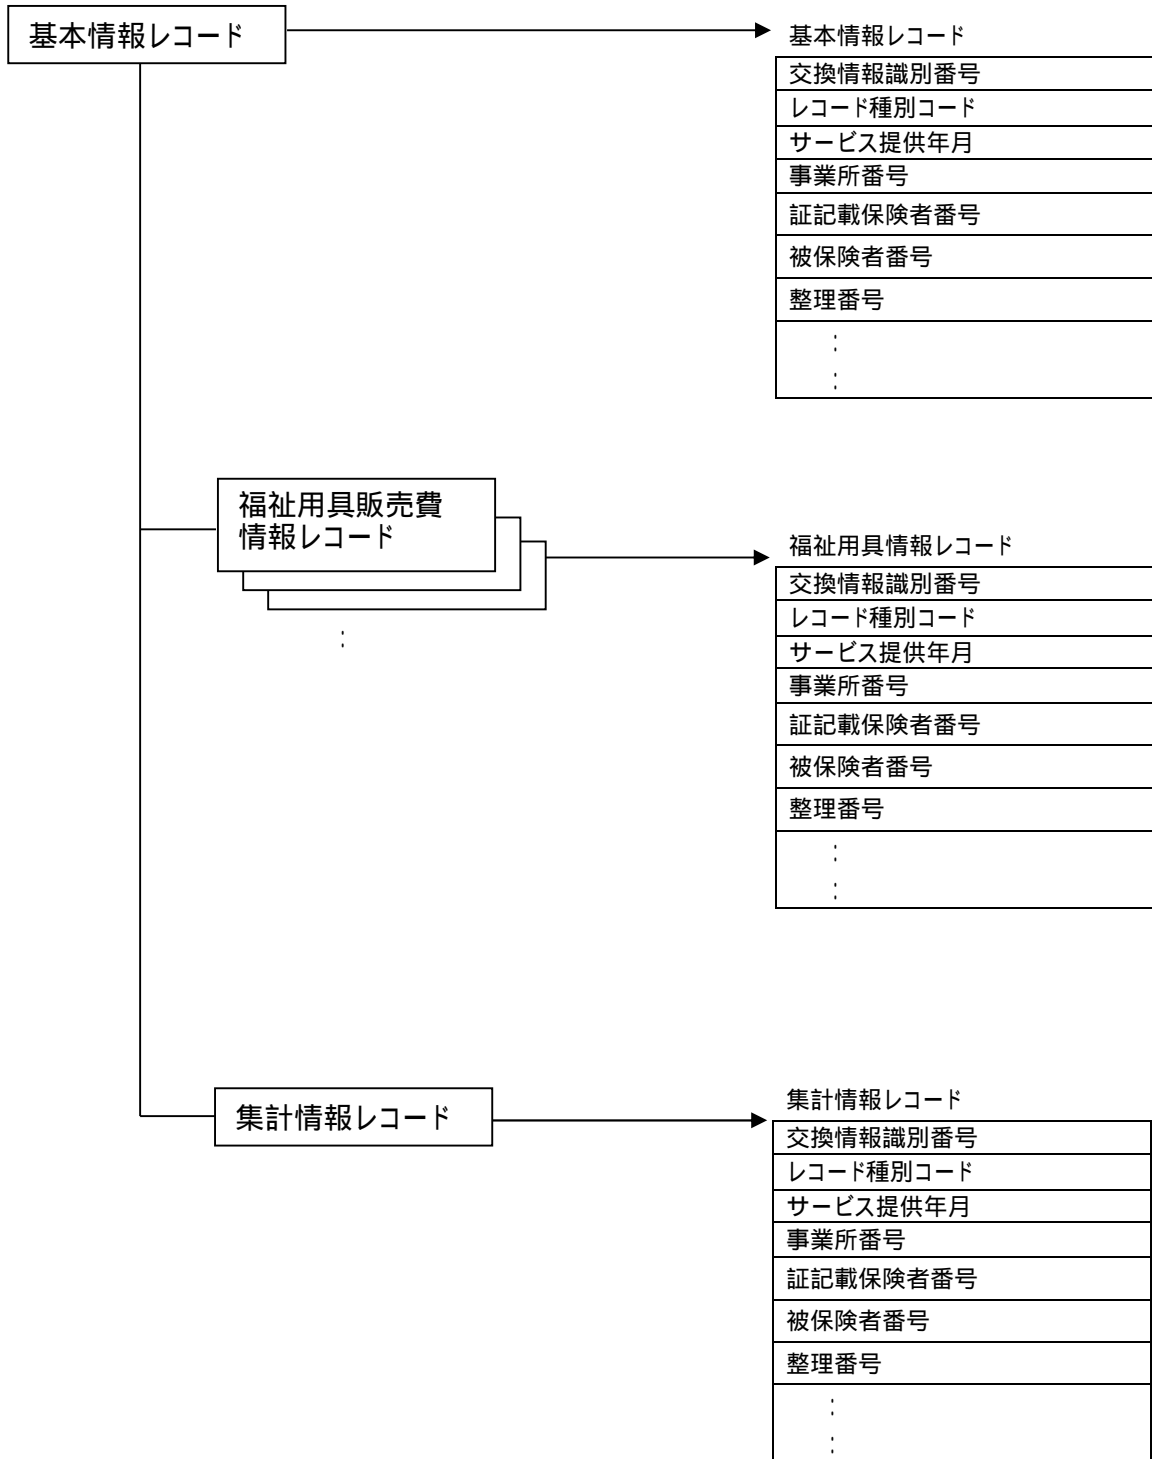 基本情報レコード
基本情報レコード
交換情報識別番号
レコード種別コード
サービス提供年月
事業所番号
証記載保険者番号
被保険者番号
整理番号
:
:
福祉用具販売費
情報レコード
:
福祉用具情報レコード
交換情報識別番号
レコード種別コード
サービス提供年月
事業所番号
証記載保険者番号
被保険者番号
整理番号
:
:
集計情報レコード
集計情報レコード
交換情報識別番号
レコード種別コード
サービス提供年月
事業所番号
証記載保険者番号
被保険者番号
整理番号
:
: